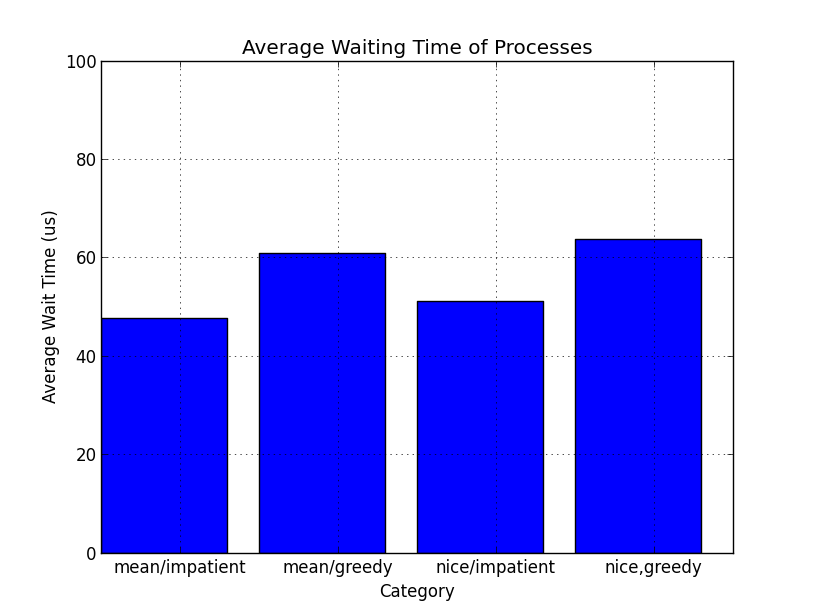 Average Waiting Time of Processes
100
80
60
40
20
0
Average Wait Time (us)
mean/impatient mean/greedy nice/impatient nice,greedy
Category